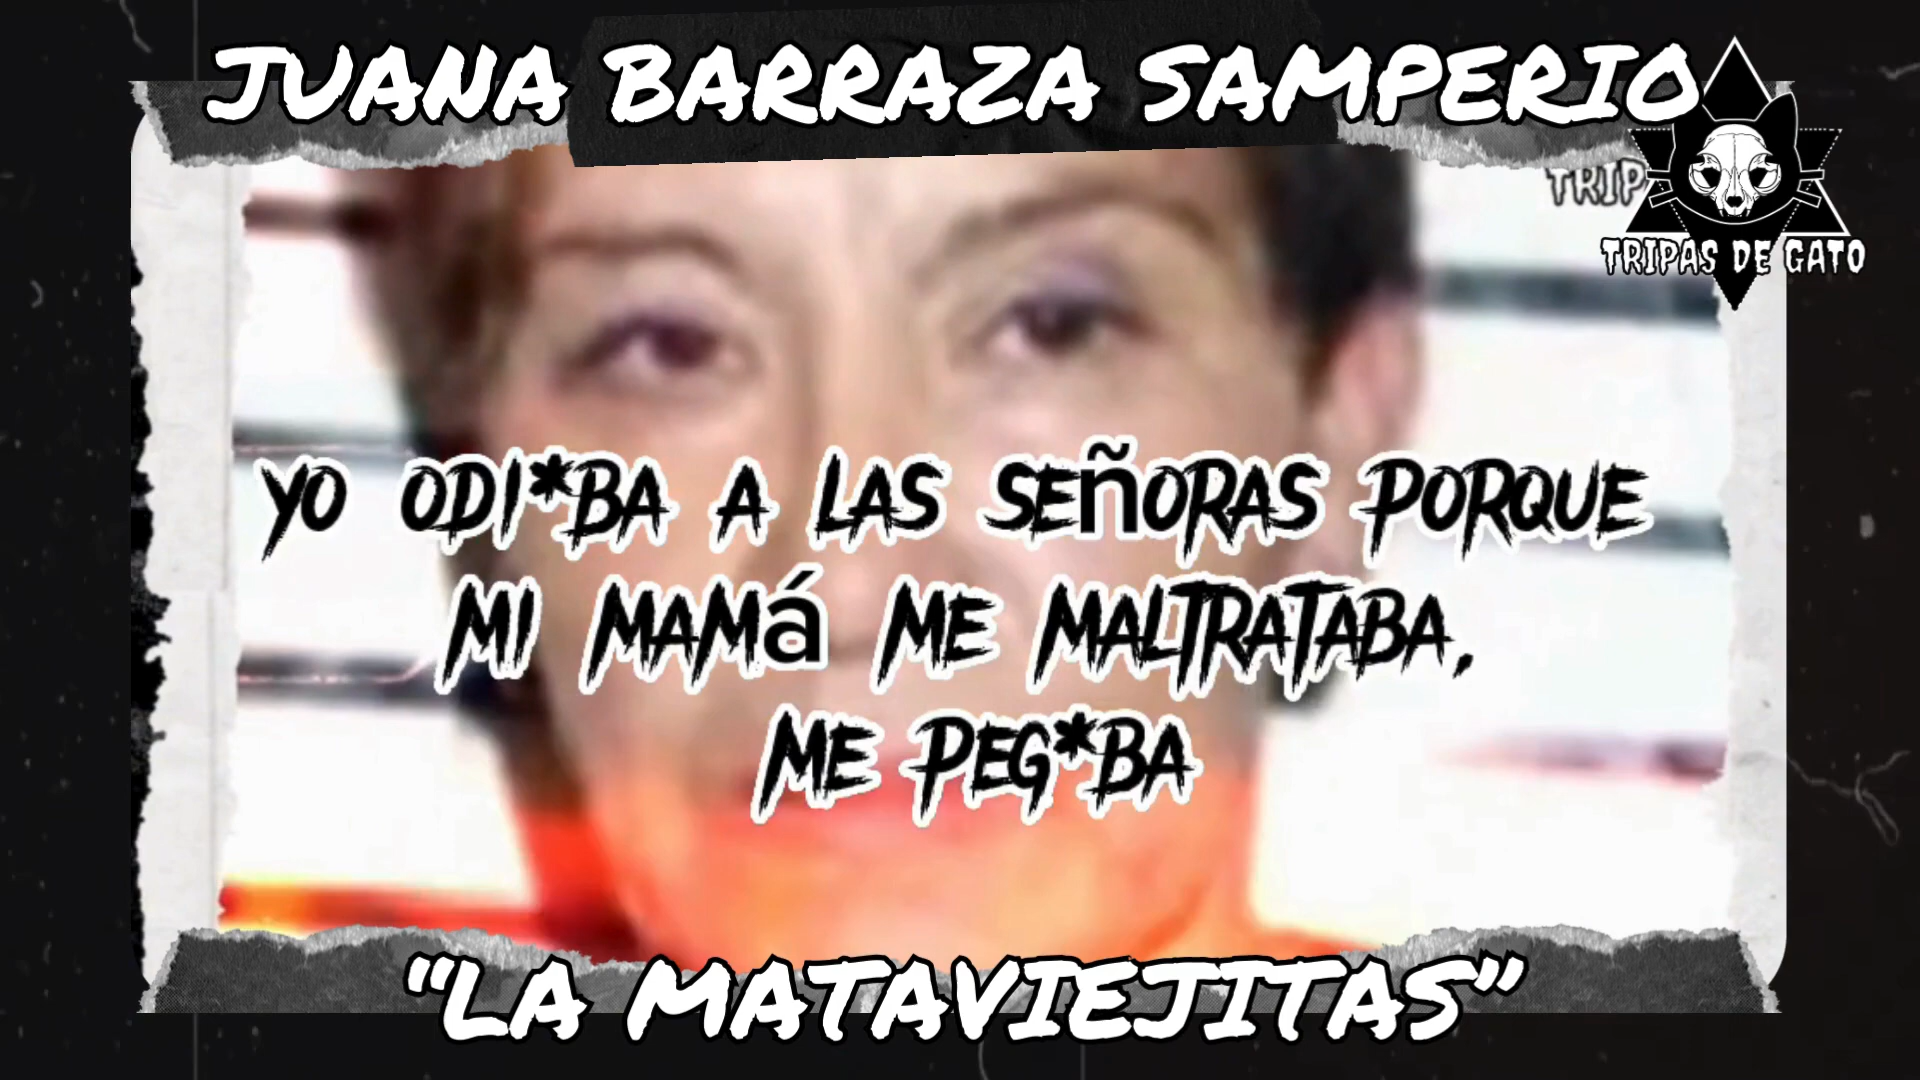 JUANA BARRAZA SAMPERIO
TRIP
TRIPAS DE GATO
YO ODI*BA A LAS SEÑORAS PORQUE
MI MAMá ME MALTRATABA,
ME PEG*BA
“LA MATAVIEJITAS”